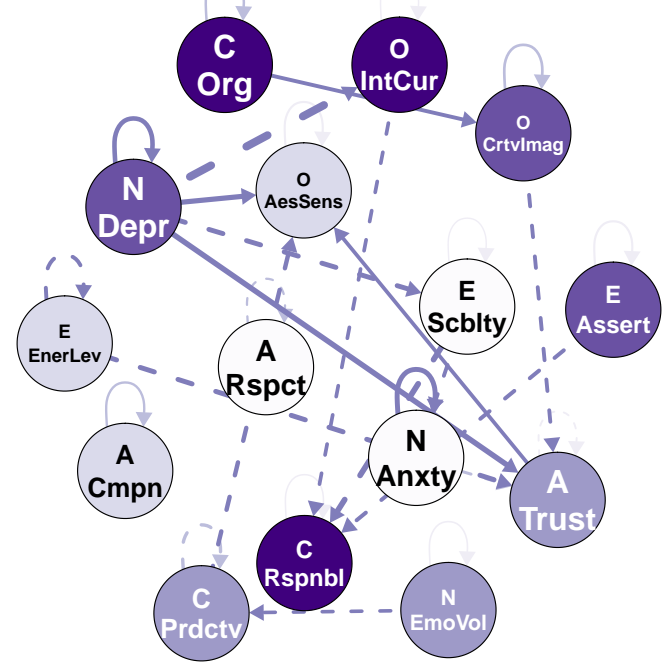 C
Org
O
IntCur
O
CrtvImag
N
Depr
O
AesSens
E
Scblty
E
Assert
E
EnerLev
A
Rspct
A
Cmpn
N
Anxty
A
Trust
C
Rspnbl
C
Prdctv
N
EmoVol